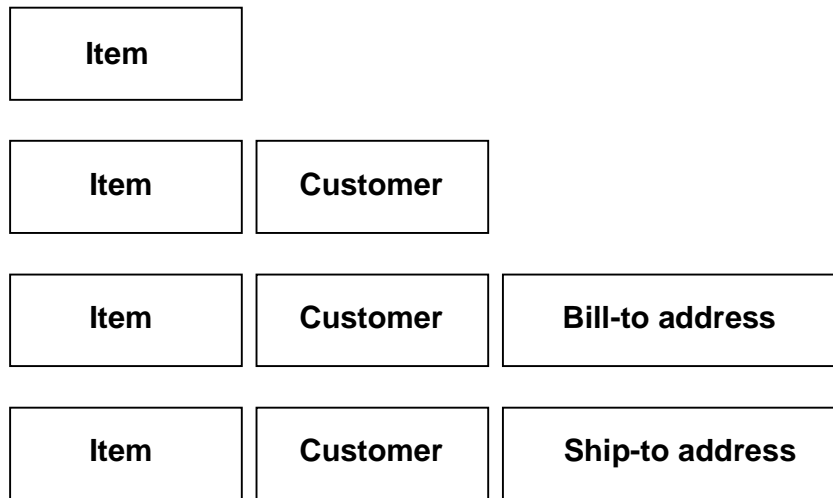 Item
Item Customer
Item Customer Bill-to address
Item Customer Ship-to address